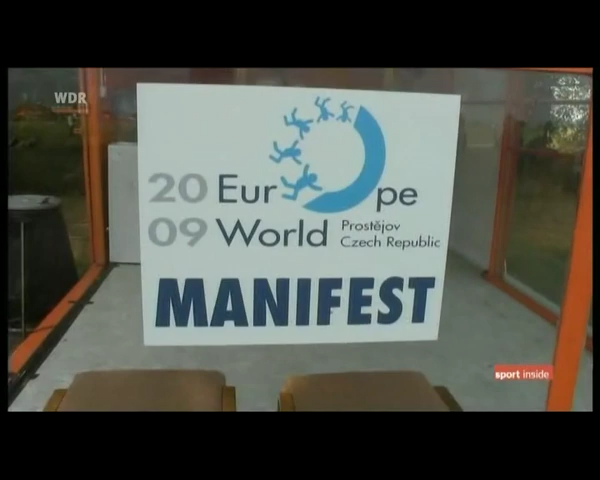 WDR
20 Eur pe
09 World Prostějov
Czech Republic
MANIFEST
sport inside